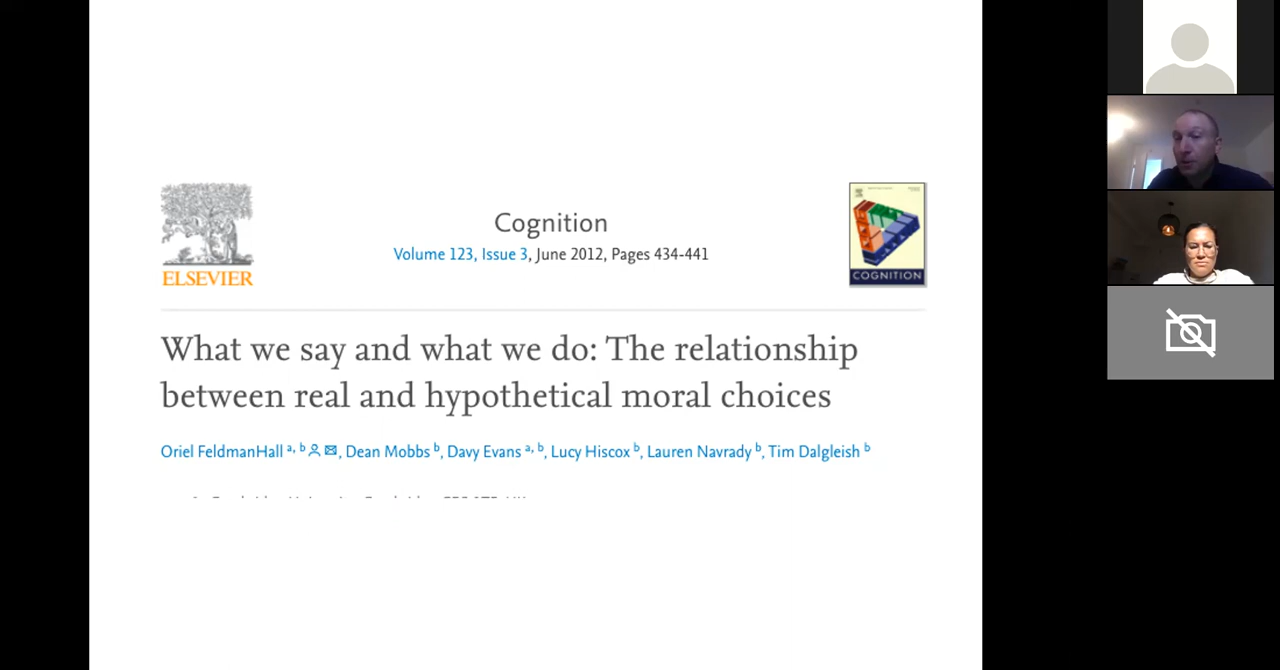 ELSEVIER
Cognition
Volume 123, Issue 3, June 2012, Pages 434-441
COGNITION
What we say and what we do: The relationship
between real and hypothetical moral choices
Oriel FeldmanHall a, b, Dean Mobbs b, Davy Evans a, b, Lucy Hiscox b, Lauren Navrady b, Tim Dalgleish b